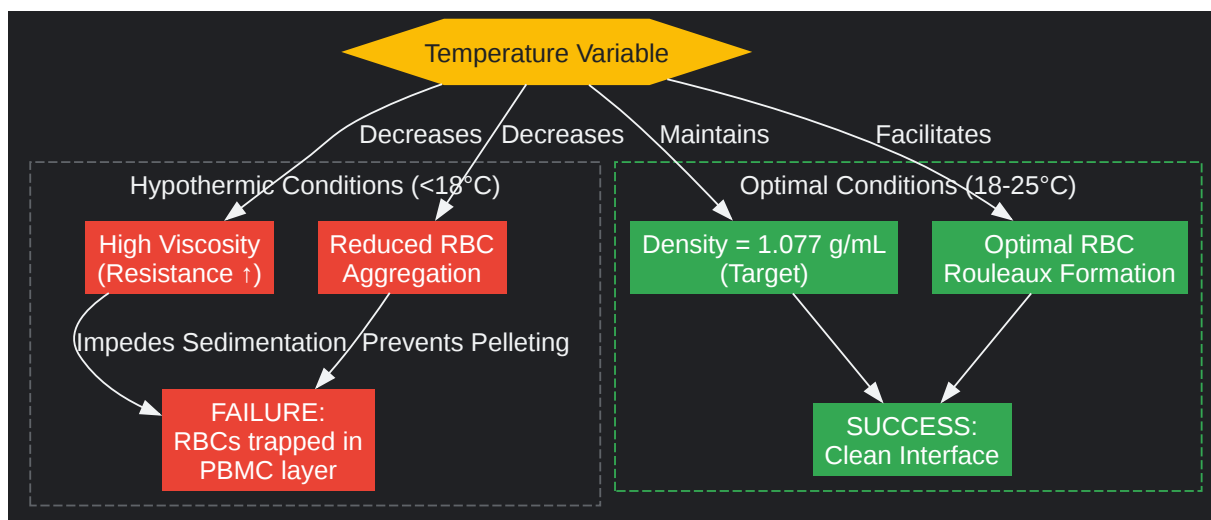 Temperature Variable
Decreases
Decreases
Maintains
Facilitates
Hypothermic Conditions (<18°C)
Optimal Conditions (18-25°C)
High Viscosity
(Resistance ↑)
Reduced RBC
Aggregation
Density = 1.077 g/mL
(Target)
Optimal RBC
Rouleaux Formation
Impedes Sedimentation
Prevents Pelleting
FAILURE:
RBCs trapped in
PBMC layer
SUCCESS:
Clean Interface